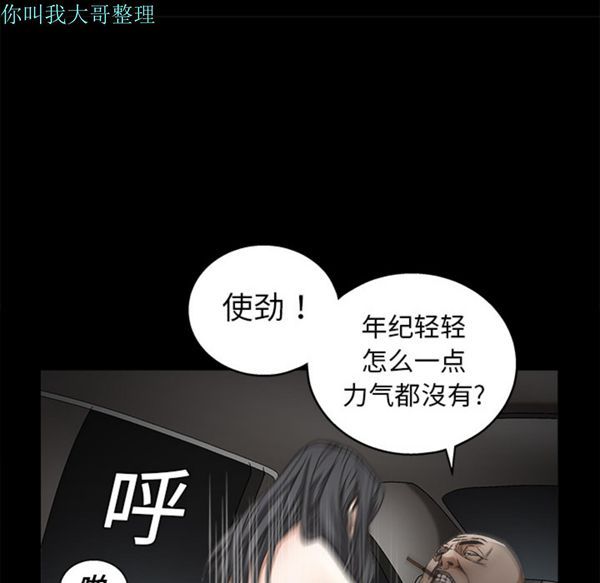 你叫我大哥整理
使劲！
年纪轻轻
怎么一点
力气都沒有?
呼